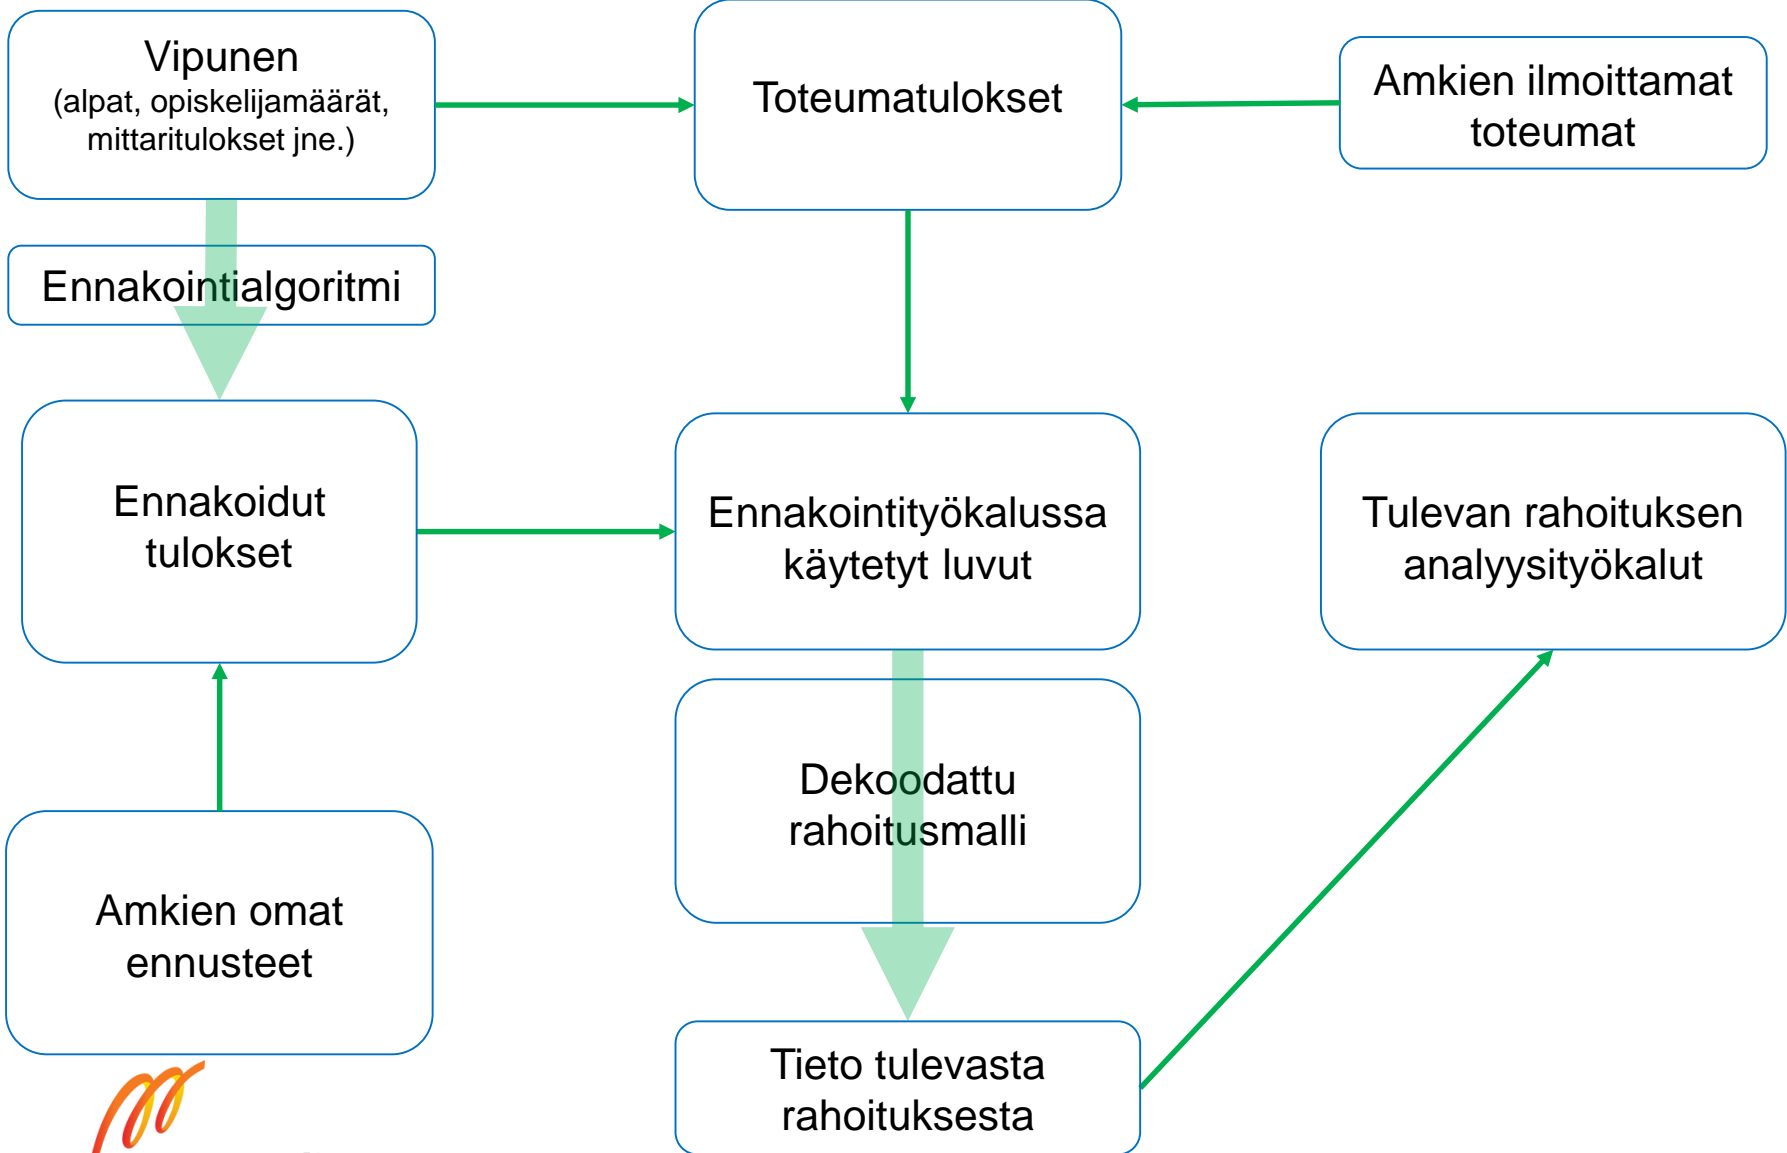 Vipunen
(alpat, opiskelijamäärät,
mittaritulokset jne.)
Toteumatulokset
Amkien ilmoittamat
toteumat
Ennakointialgoritmi
Ennakoidut
tulokset
Ennakointityökalussa
käytetyt luvut
Tulevan rahoituksen
analyysityökalut
Dekoodattu
rahoitusmalli
Amkien omat
ennusteet
Tieto tulevasta
rahoituksesta